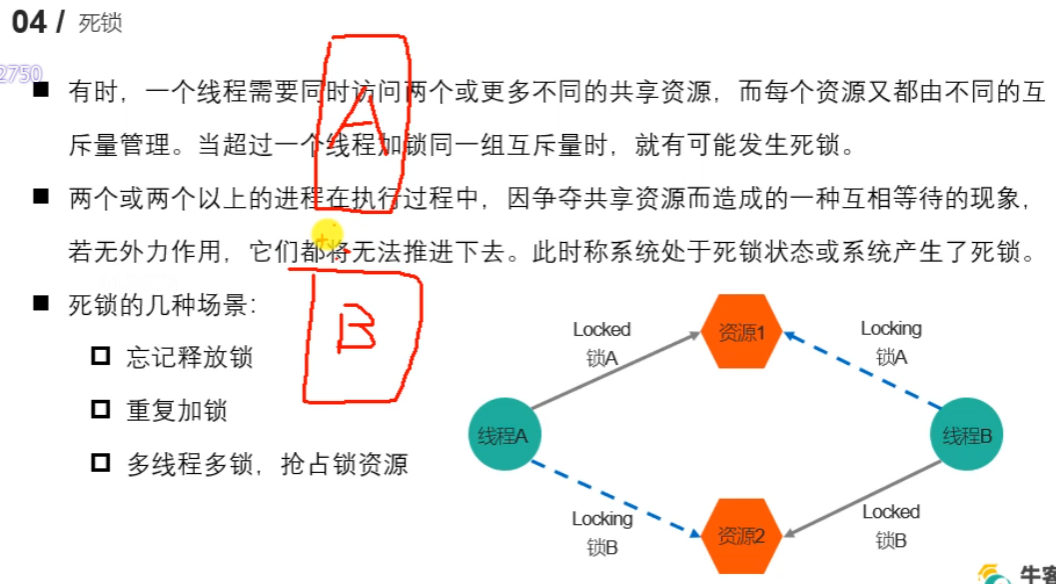 04 / 死锁
2750
■ 有时，一个线程需要同时访问两个或更多不同的共享资源，而每个资源又都由不同的互
斥量管理。当超过一个线程加锁同一组互斥量时，就有可能发生死锁。
■ 两个或两个以上的进程在执行过程中，因争夺共享资源而造成的一种互相等待的现象，
若无外力作用，它们都将无法推进下去。此时称系统处于死锁状态或系统产生了死锁。
■ 死锁的几种场景：
忘记释放锁
重复加锁
多线程多锁，抢占锁资源
A
B
Locked
锁A
资源1
Locking
锁A
线程A
线程B
Locking
锁B
资源2
Locked
锁B
牛客